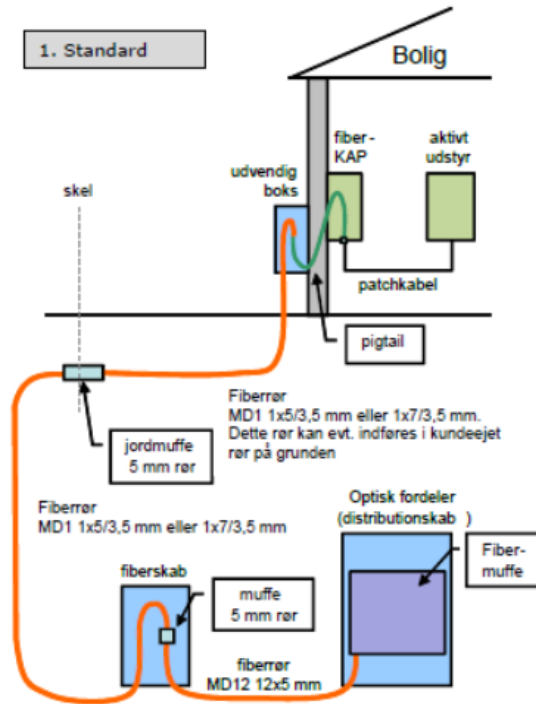 1. Standard
Bolig
fiber-
KAP
aktivt
udstyr
udvendig
boks
skel
patchkabel
pigtail
Fiberrør
MD1 1x5/3,5 mm eller 1x7/3,5 mm.
Dette rør kan evt. indføres i kundeejet
rør på grunden
jordmuffe
5 mm rør
Fiberrør
MD1 1x5/3,5 mm eller 1x7/3,5 mm
Optisk fordeler
(distributionskab )
Fiber-
muffe
fiberskab
muffe
5 mm rør
fiberrør
MD12 12x5 mm